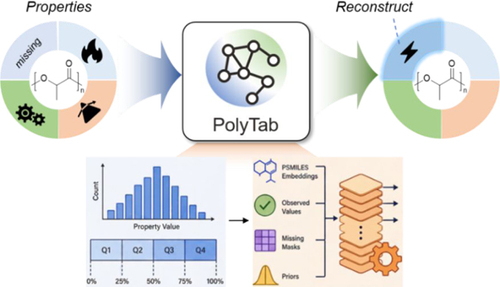 Properties
Reconstruct
missing
O
O
n
PolyTab
O
O
n
Count
Property Value
Q1 Q2 Q3 Q4
0% 25% 50% 75% 100%
PSMILES
Embeddings
Observed
Values
Missing
Masks
Priors